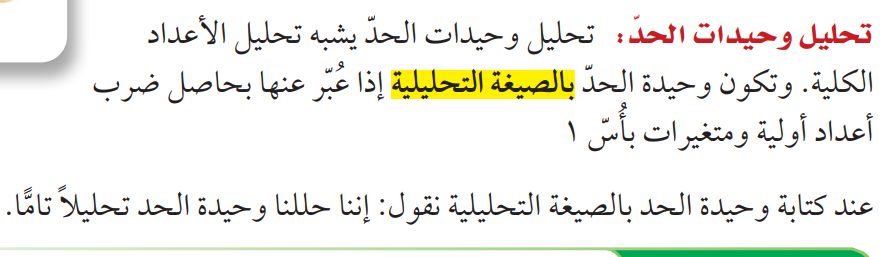 تحليل وحيدات الحدّ: تحليل وحيدات الحدّ يشبه تحليل الأعداد
الكلية. وتكون وحيدة الحدّ بالصيغة التحليلية إذا عُبّر عنها بحاصل ضرب
أعداد أولية ومتغيرات بأُسّ ١
عند كتابة وحيدة الحد بالصيغة التحليلية نقول: إننا حللنا وحيدة الحد تحليلاً تامًّا.